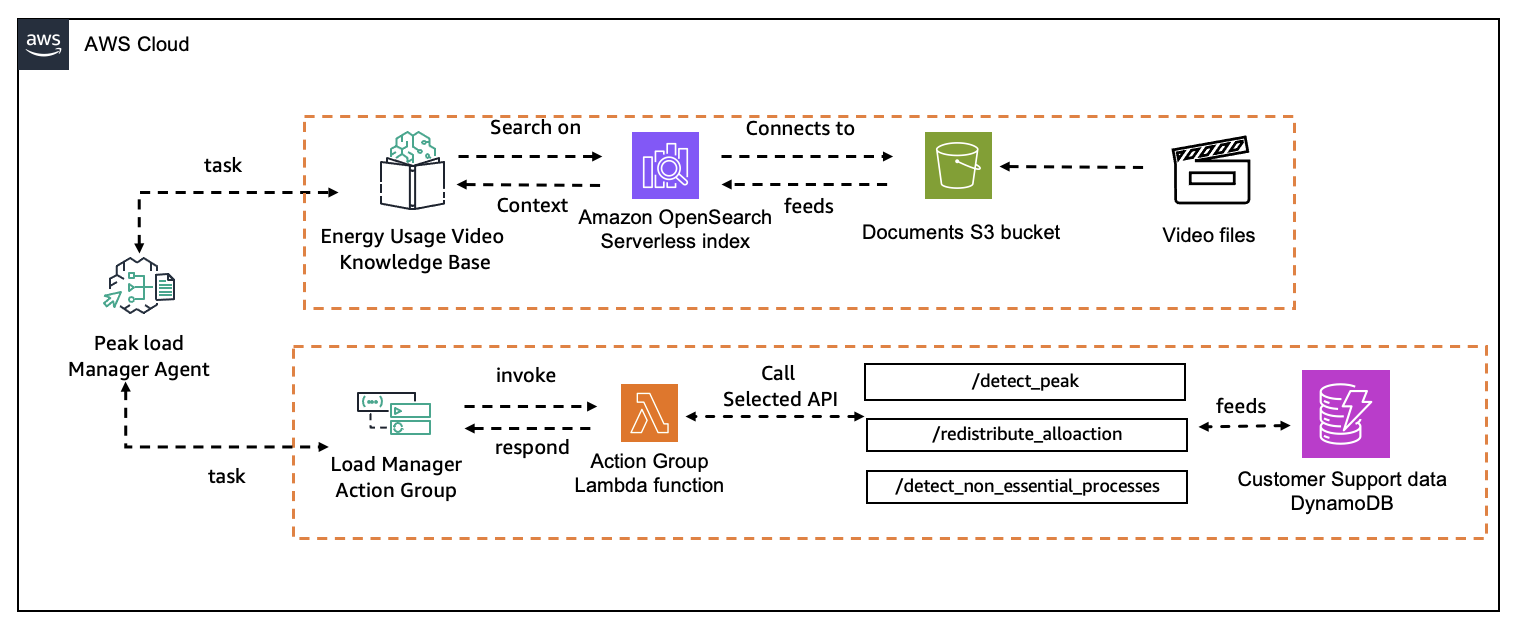 aws
AWS Cloud
task
Search on
Connects to
Context
feeds
Energy Usage Video
Knowledge Base
Amazon OpenSearch
Serverless index
Documents S3 bucket
Video files
Peak load
Manager Agent
task
invoke
respond
Call
Selected API
/detect_peak
/redistribute_alloaction
/detect_non_essential_processes
feeds
Load Manager
Action Group
Action Group
Lambda function
Customer Support data
DynamoDB